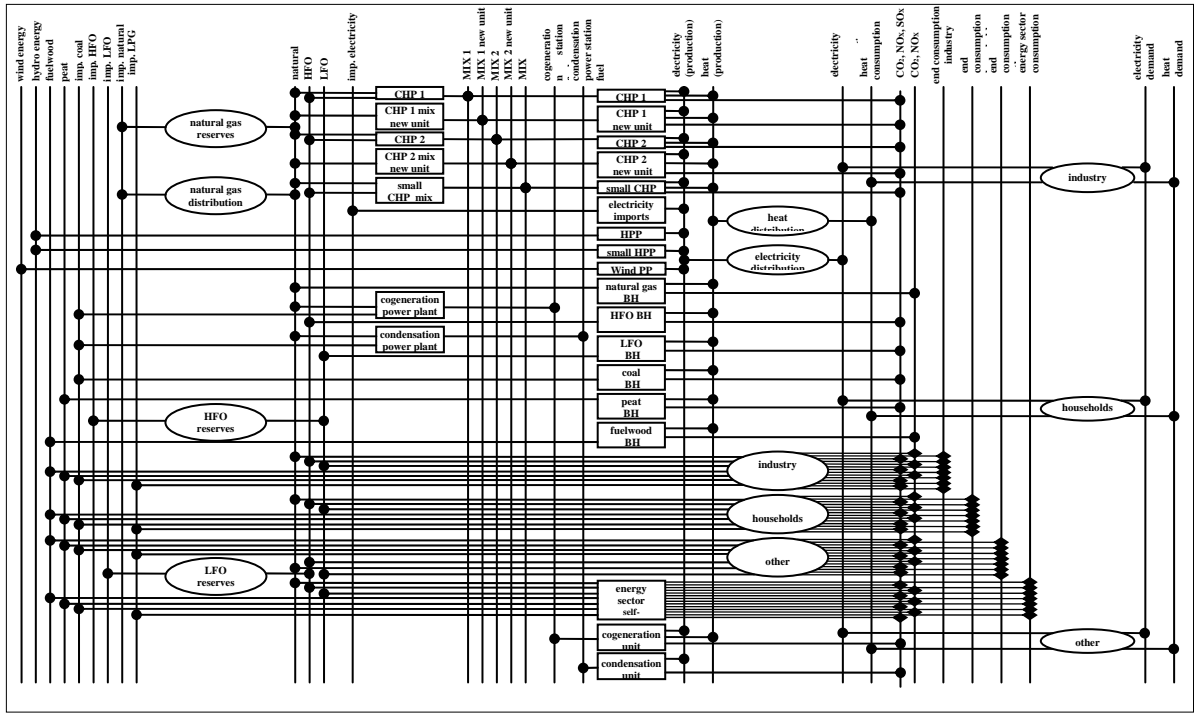 wind energy
hydro energy
fuelwood
peat
imp. coal
imp. HFO
imp. LFO
imp. natural
imp. LPG
natural
HFO
LFO
imp. electricity
MIX 1
MIX 1 new unit
MIX 2
MIX 2 new unit
MIX
cogeneration
station
condensation
power station
fuel
electricity
(production)
heat
(production)
electricity
heat
consumption
CO₂, NOx, SOx
CO₂, NOx
end consumption
industry
end
consumption
end
consumption
energy sector
consumption
electricity
demand
heat
demand
CHP 1
CHP 1
CHP 1 mix
new unit
CHP 1
new unit
natural gas
reserves
CHP 2
CHP 2
CHP 2 mix
new unit
CHP 2
new unit
industry
small
CHP mix
small CHP
natural gas
distribution
electricity
imports
heat
distribution
HPP
small HPP
electricity
distribution
Wind PP
natural gas
BH
cogeneration
power plant
HFO BH
condensation
power plant
LFO
BH
coal
BH
peat
BH
households
HFO
reserves
fuelwood
BH
industry
households
other
LFO
reserves
energy
sector
self-
cogeneration
unit
other
condensation
unit